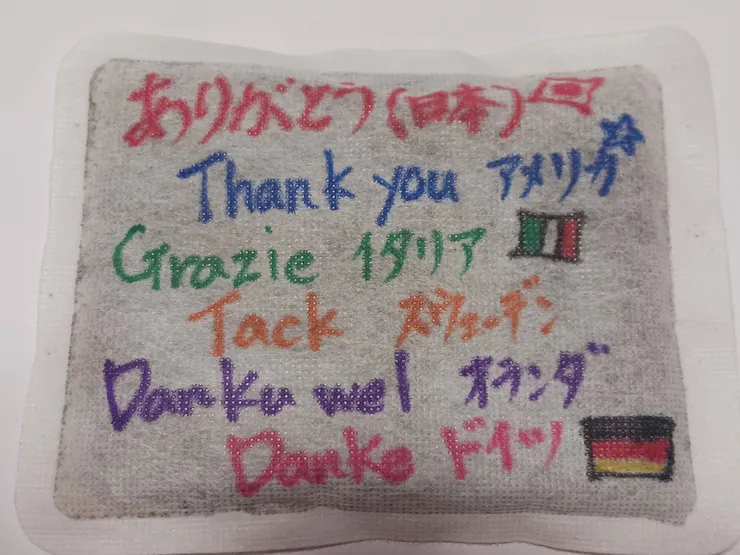 ありがとう(日本)
Thank you アメリカ
Grazie イタリア
Tack スウェーデン
Danku wel オランダ
Danke ドイツ